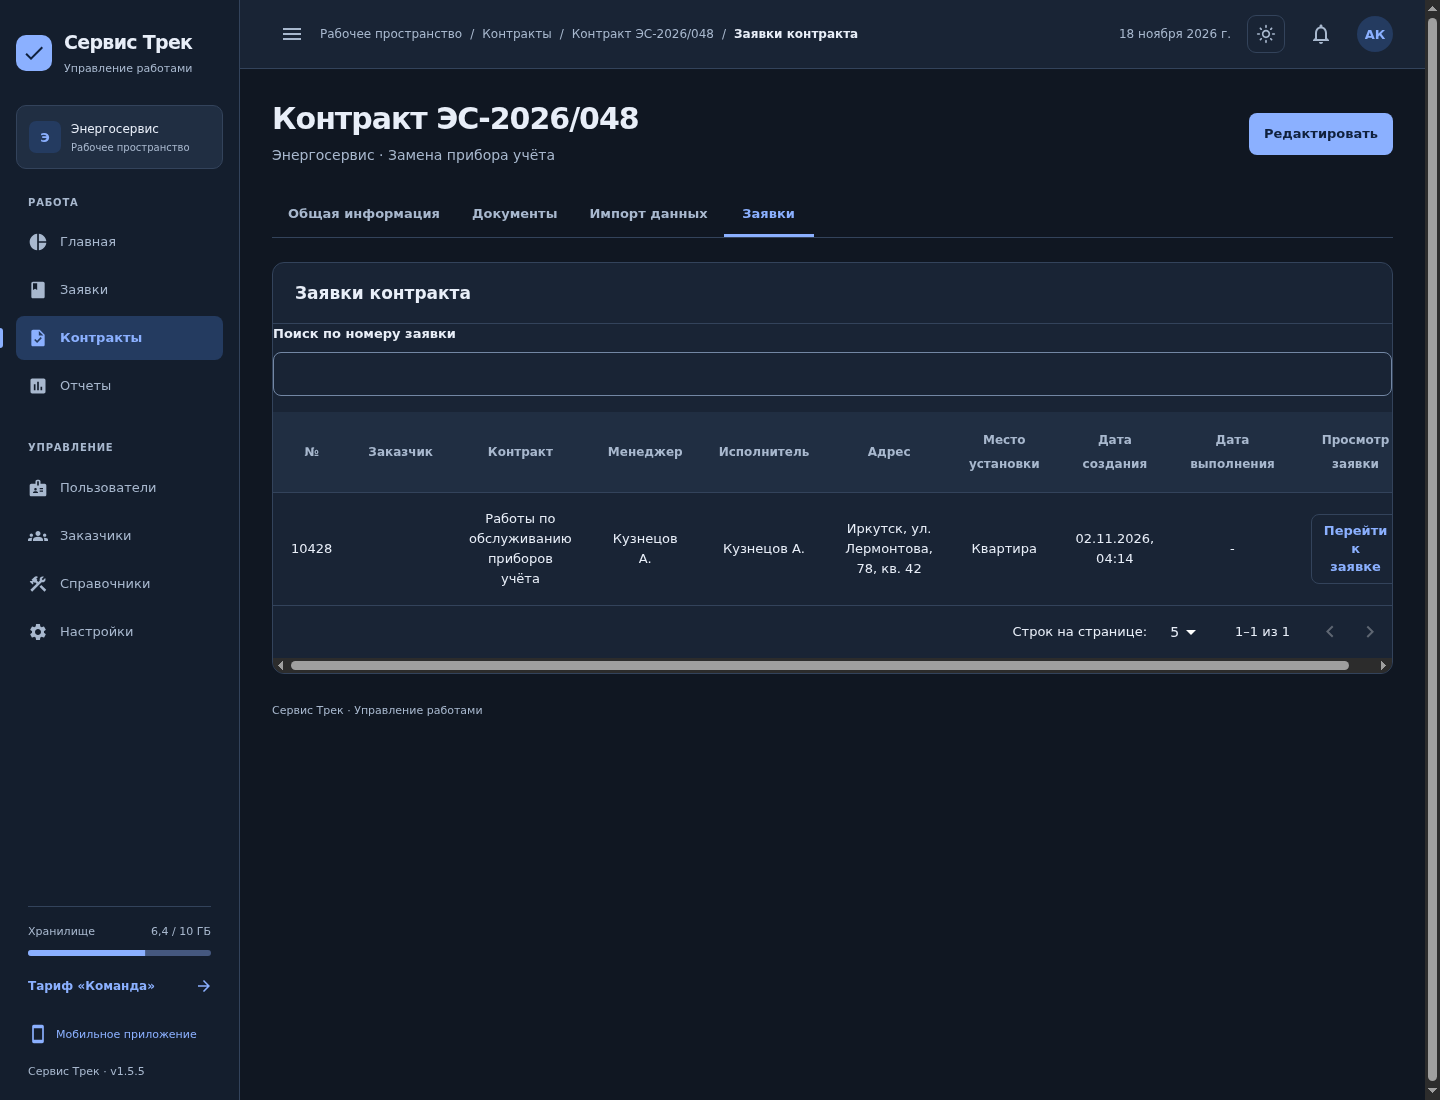 Сервис Трек
Управление работами
Э
Энергосервис
Рабочее пространство
РАБОТА
Главная
Заявки
Контракты
Отчеты
УПРАВЛЕНИЕ
Пользователи
Заказчики
Справочники
Настройки
Хранилище 6,4 / 10 ГБ
Тариф «Команда»
Мобильное приложение
Сервис Трек · v1.5.5
Рабочее пространство / Контракты / Контракт ЭС-2026/048 / Заявки контракта
18 ноября 2026 г.
АК
Контракт ЭС-2026/048
Энергосервис · Замена прибора учёта
Редактировать
Общая информация Документы Импорт данных Заявки
Заявки контракта
Поиск по номеру заявки
№ Заказчик Контракт Менеджер Исполнитель Адрес Место установки Дата создания Дата выполнения Просмотр заявки
10428 Работы по обслуживанию приборов учёта Кузнецов А. Кузнецов А. Иркутск, ул. Лермонтова, 78, кв. 42 Квартира 02.11.2026, 04:14 - Перейти к заявке
Строк на странице: 5 1–1 из 1
Сервис Трек · Управление работами